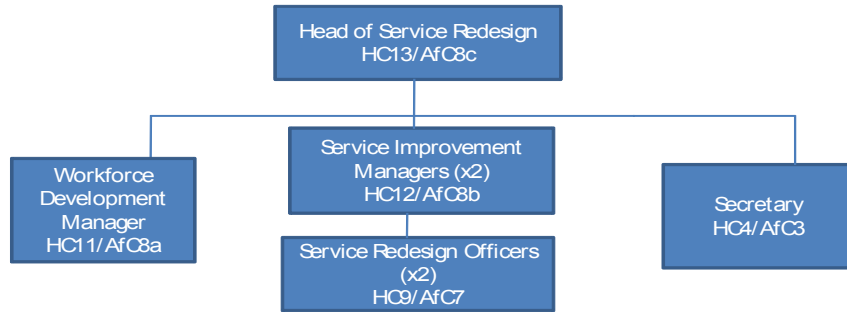 Head of Service Redesign
HC13/AfC8c
Workforce
Development
Manager
HC11/AfC8a
Service Improvement
Managers (x2)
HC12/AfC8b
Secretary
HC4/AfC3
Service Redesign Officers
(x2)
HC9/AfC7